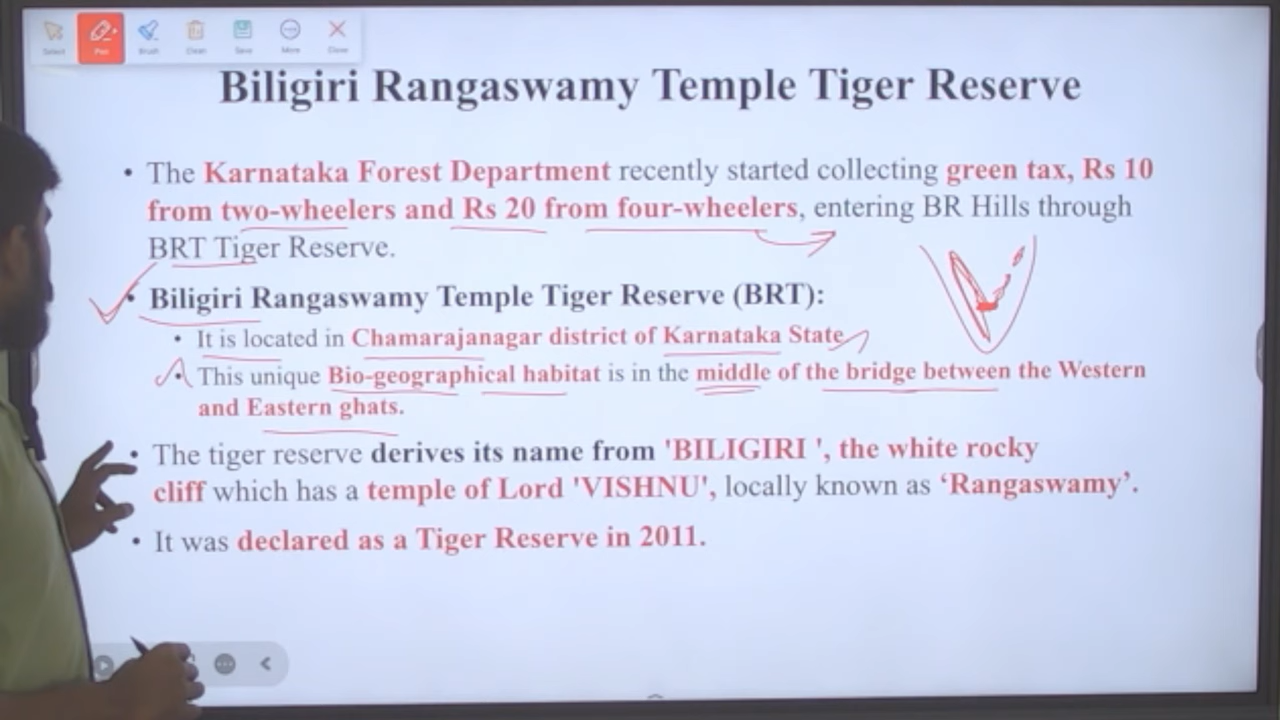 Select Pen Brush Clean Save More Close
Biligiri Rangaswamy Temple Tiger Reserve
• The Karnataka Forest Department recently started collecting green tax, Rs 10
from two-wheelers and Rs 20 from four-wheelers, entering BR Hills through
BRT Tiger Reserve.
• Biligiri Rangaswamy Temple Tiger Reserve (BRT):
• It is located in Chamarajanagar district of Karnataka State
• This unique Bio-geographical habitat is in the middle of the bridge between the Western
and Eastern ghats.
• The tiger reserve derives its name from 'BILIGIRI ', the white rocky
cliff which has a temple of Lord 'VISHNU', locally known as ‘Rangaswamy’.
• It was declared as a Tiger Reserve in 2011.